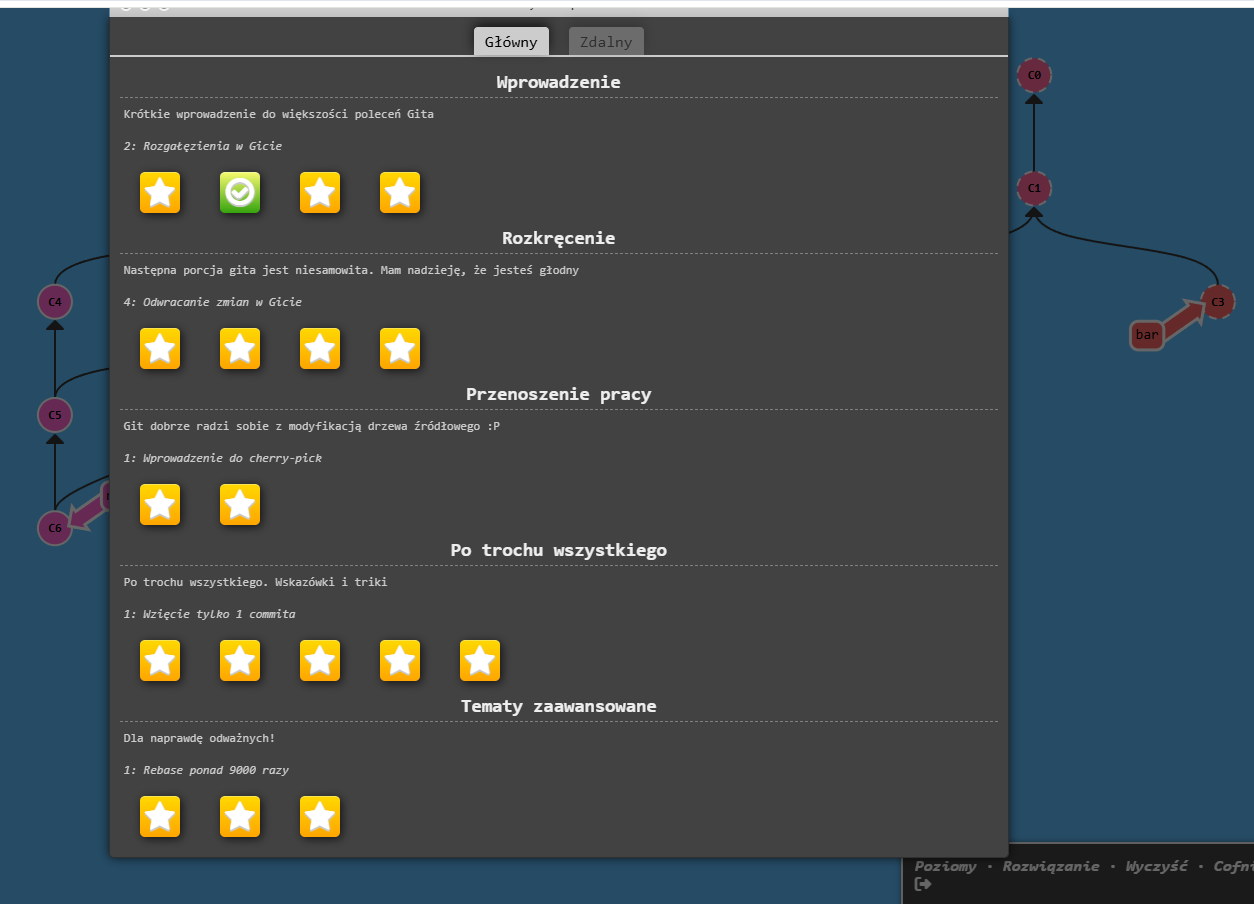 Główny Zdalny
Wprowadzenie
Krótkie wprowadzenie do większości poleceń Gita
2: Rozgałęzienia w Gicie
Rozkręcenie
Następna porcja gita jest niesamowita. Mam nadzieję, że jesteś głodny
4: Odwracanie zmian w Gicie
Przenoszenie pracy
Git dobrze radzi sobie z modyfikacją drzewa źródłowego :P
1: Wprowadzenie do cherry-pick
Po trochu wszystkiego
Po trochu wszystkiego. Wskazówki i triki
1: Wzięcie tylko 1 commita
Tematy zaawansowane
Dla naprawdę odważnych!
1: Rebase ponad 9000 razy
C4
C5
C6
C0
C1
C3
bar
Poziomy · Rozwiązanie · Wyczyść · Cofni